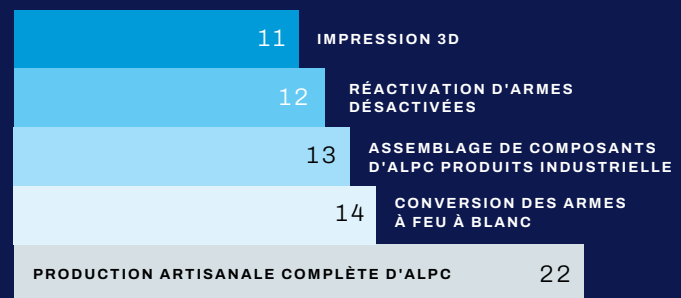 11 IMPRESSION 3D
12 RÉACTIVATION D'ARMES
DÉSACTIVÉES
13 ASSEMBLAGE DE COMPOSANTS
D'ALPC PRODUITS INDUSTRIELLE
14 CONVERSION DES ARMES
À FEU À BLANC
PRODUCTION ARTISANALE COMPLÈTE D'ALPC 22